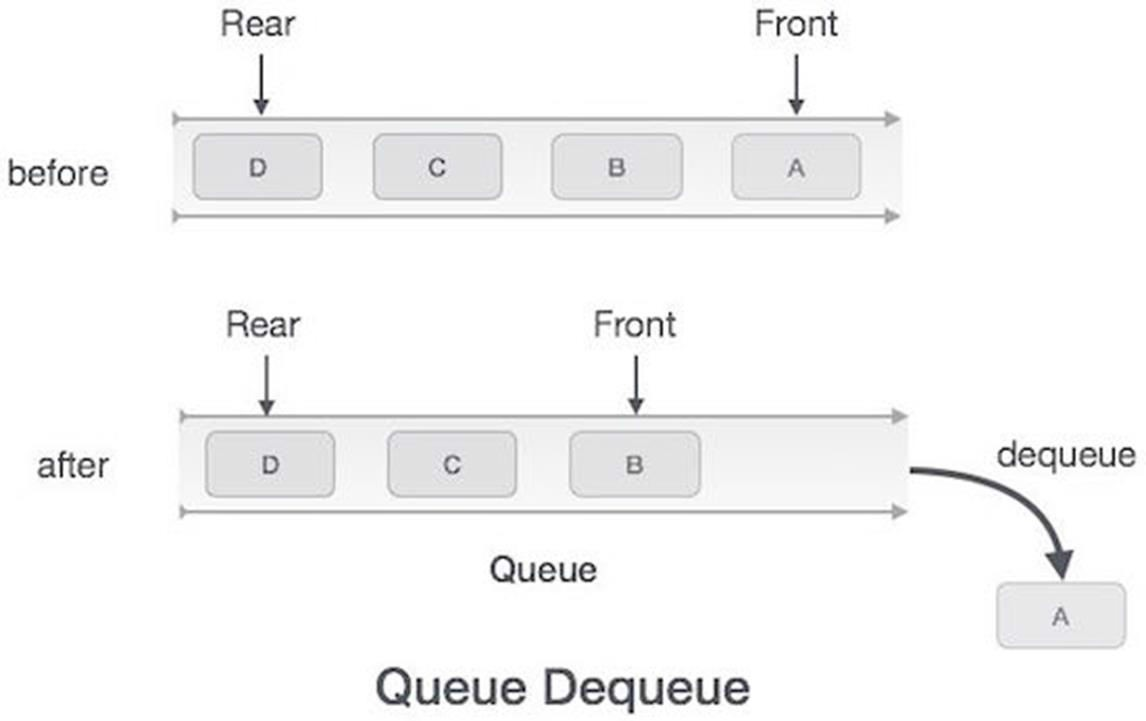 Rear Front
before D C B A
Rear Front
after D C B
dequeue
Queue
A
Queue Dequeue